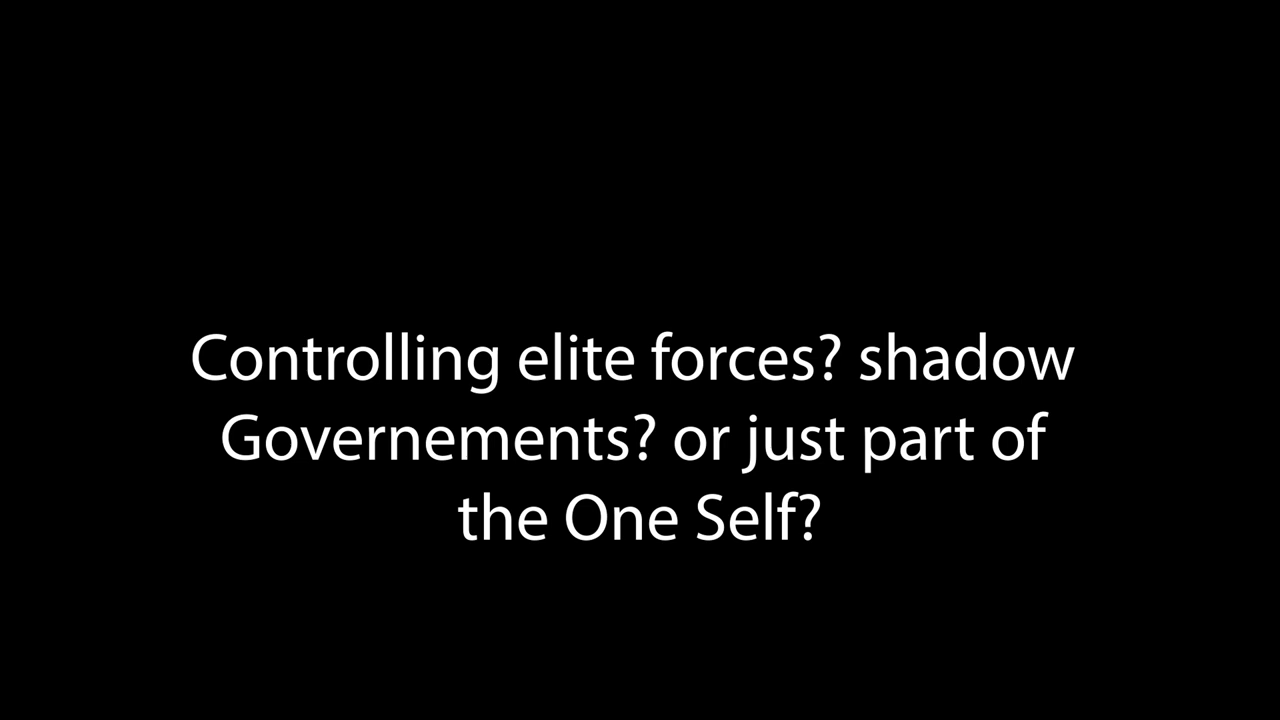 Controlling elite forces? shadow
Governements? or just part of
the One Self?